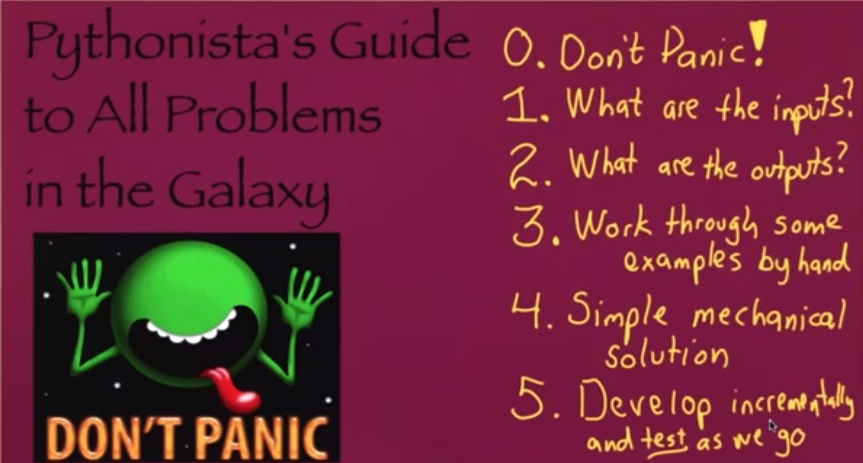 Pythonista's Guide
to All Problems
in the Galaxy
DON'T PANIC
0. Don't Panic!
1. What are the inputs?
2. What are the outputs?
3. Work through some
examples by hand
4. Simple mechanical
solution
5. Develop incrementally
and test as we go